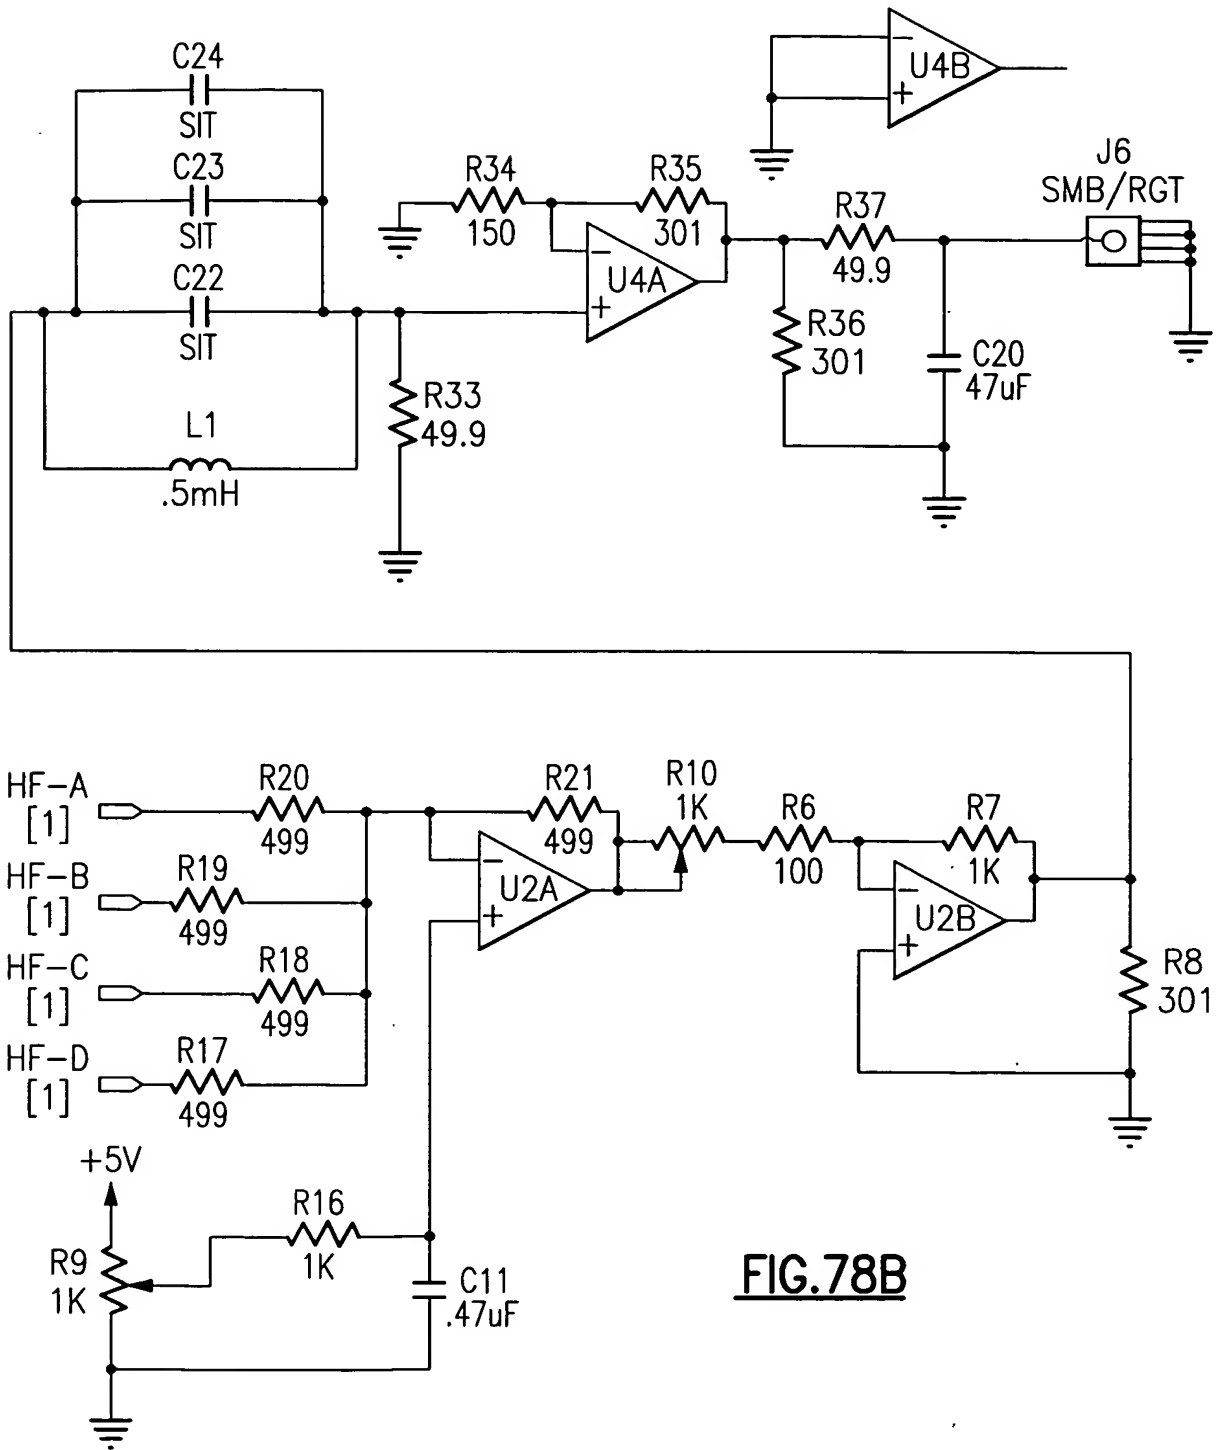 C24
SIT
C23
SIT
C22
SIT
L1
.5mH
R34
150
R35
301
−
U4A
+
R33
49.9
−
U4B
+
R37
49.9
R36
301
C20
47uF
J6
SMB/RGT
HF-A
[1]
R20
499
HF-B
[1]
R19
499
HF-C
[1]
R18
499
HF-D
[1]
R17
499
R21
499
−
U2A
+
R10
1K
R6
100
R7
1K
−
U2B
+
R8
301
+5V
R9
1K
R16
1K
C11
.47uF
FIG.78B